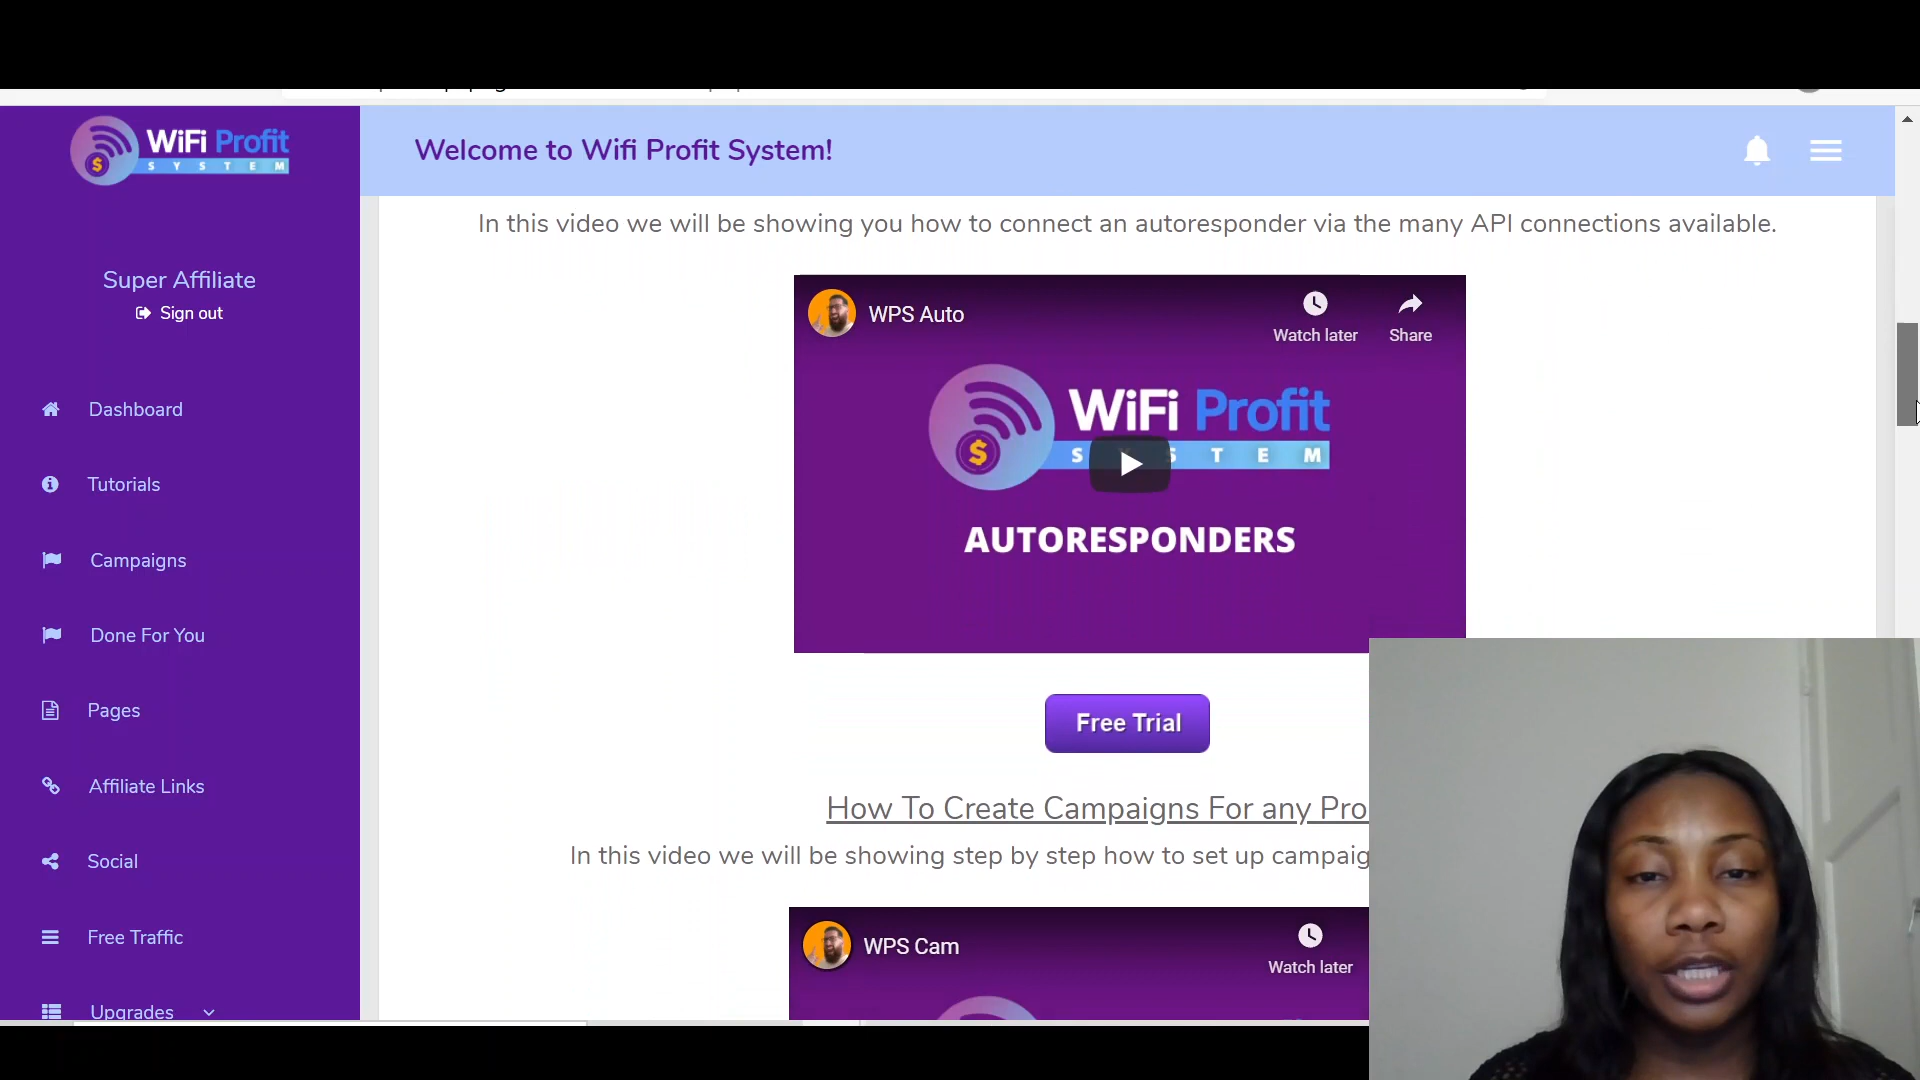 WiFi Profit
SYSTEM
Welcome to Wifi Profit System!
Super Affiliate
Sign out
Dashboard
Tutorials
Campaigns
Done For You
Pages
Affiliate Links
Social
Free Traffic
Upgrades
In this video we will be showing you how to connect an autoresponder via the many API connections available.
WPS Auto
Watch later
Share
WiFi Profit
S S T E M
AUTORESPONDERS
Free Trial
How To Create Campaigns For any Pro
In this video we will be showing step by step how to set up campaig
WPS Cam
Watch later